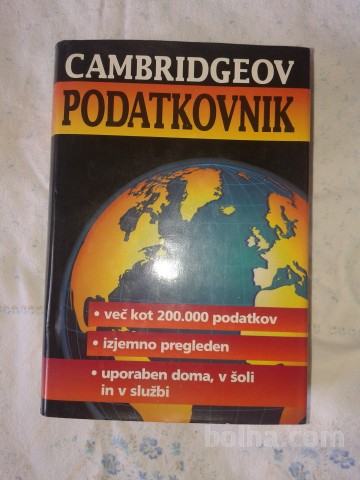 CAMBRIDGEOV
PODATKOVNIK
• več kot 200.000 podatkov
• izjemno pregleden
• uporaben doma, v šoli
in v službi
bolha.com